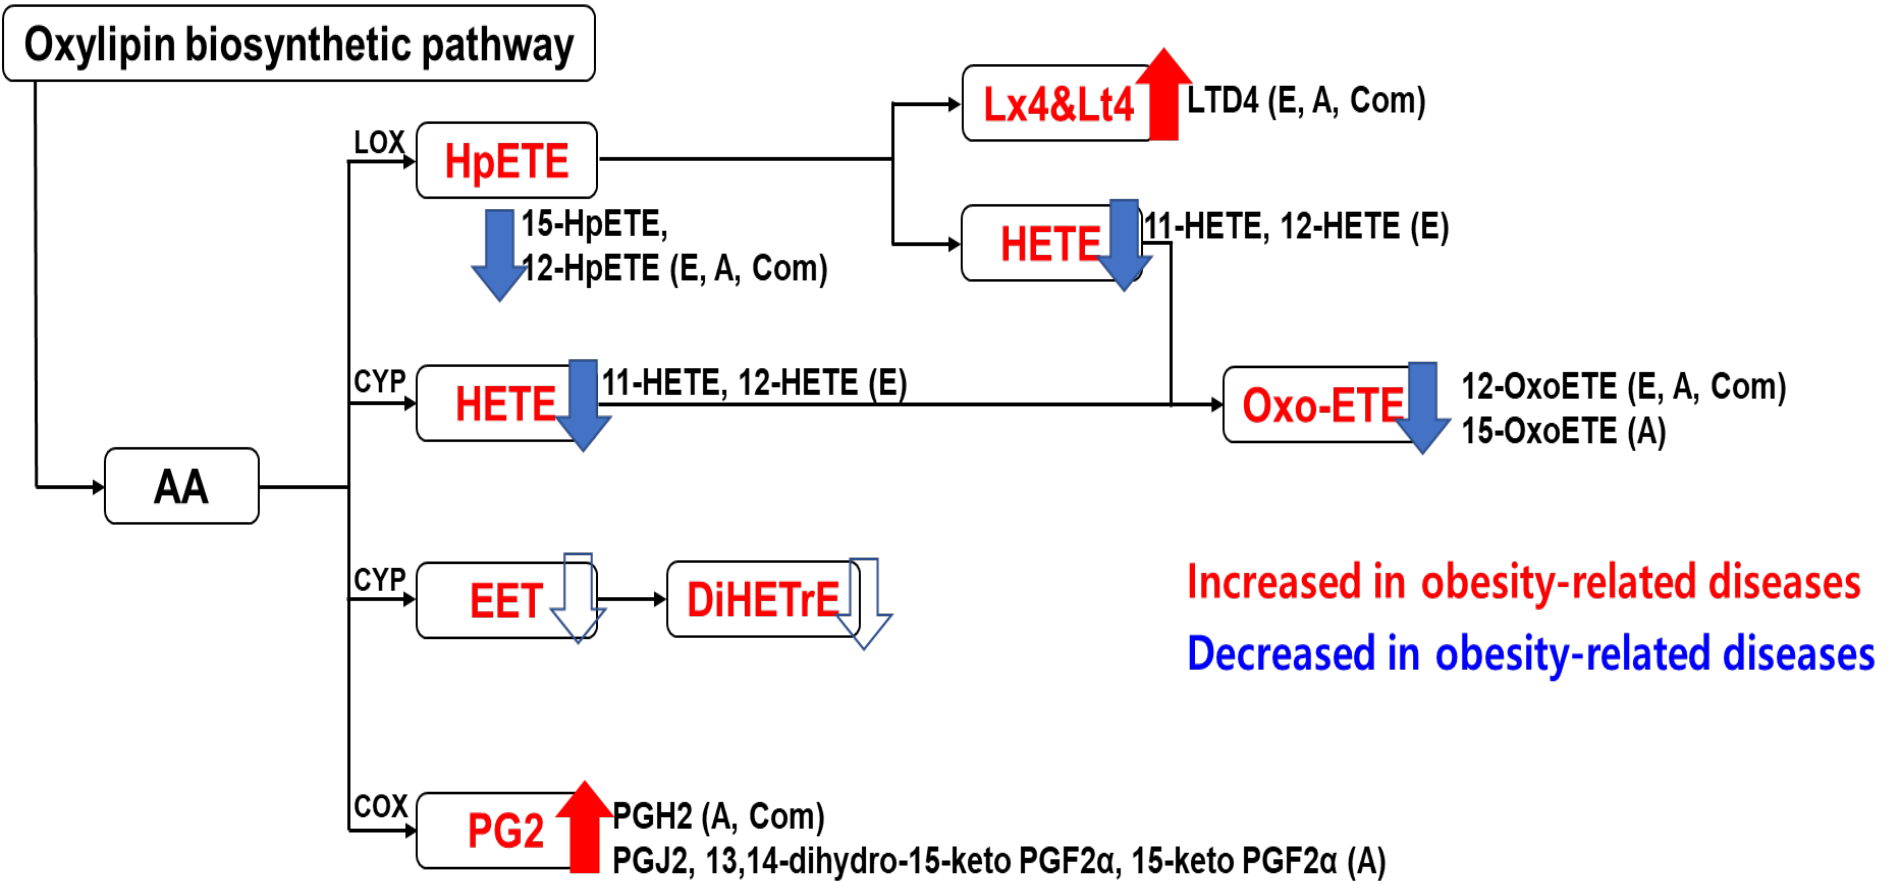 Oxylipin biosynthetic pathway
LOX
HpETE
15-HpETE,
12-HpETE (E, A, Com)
Lx4&Lt4
LTD4 (E, A, Com)
HETE
11-HETE, 12-HETE (E)
CYP
HETE
11-HETE, 12-HETE (E)
Oxo-ETE
12-OxoETE (E, A, Com)
15-OxoETE (A)
AA
CYP
EET
DiHETrE
Increased in obesity-related diseases
Decreased in obesity-related diseases
COX
PG2
PGH2 (A, Com)
PGJ2, 13,14-dihydro-15-keto PGF2α, 15-keto PGF2α (A)